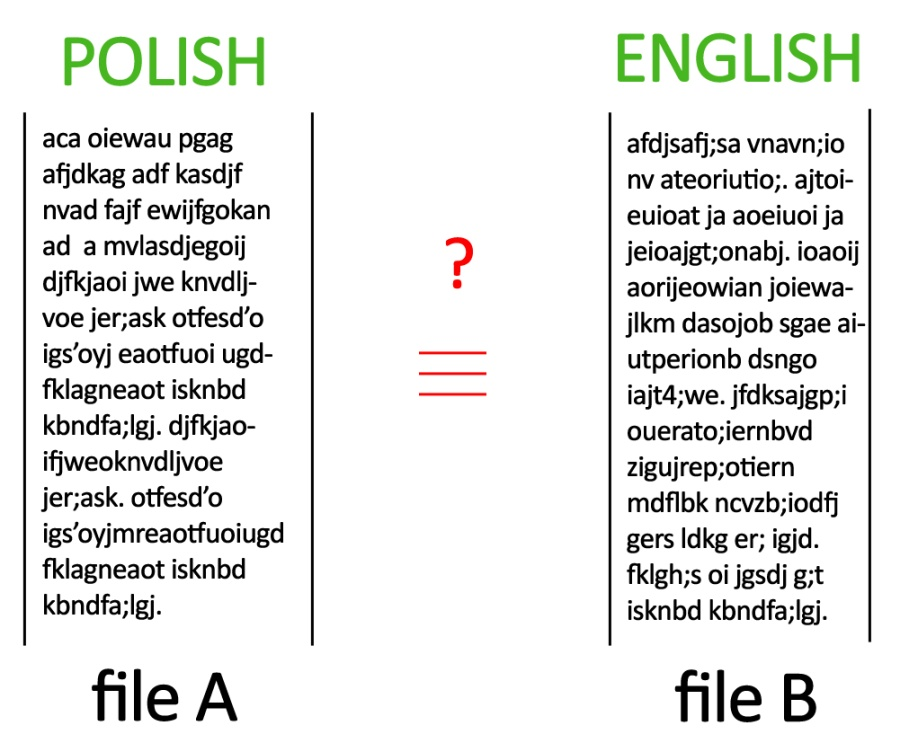 POLISH
aca oiewau pgag
afjdkag adf kasdjf
nvad fajf ewijfgokan
ad  a mvlasdjegoij
djfkjaoi jwe knvdlj-
voe jer;ask otfesd’o
igs’oyj eaotfuoi ugd-
fklagneaot isknbd
kbndfa;lgj. djfkjao-
ifjweoknvdljvoe
jer;ask. otfesd’o
igs’oyjmreaotfuoiugd
fklagneaot isknbd
kbndfa;lgj.
file A
?
ENGLISH
afdjsafj;sa vnavn;io
nv ateoriutio;. ajtoi-
euioat ja aoeiuoi ja
jeioajgt;onabj. ioaoij
aorijeowian joiewa-
jlkm dasojob sgae ai-
utperionb dsngo
iajt4;we. jfdksajgp;i
ouerato;iernbvd
zigujrep;otiern
mdflbk ncvzb;iodfj
gers ldkg er; igjd.
fklgh;s oi jgsdj g;t
isknbd kbndfa;lgj.
file B